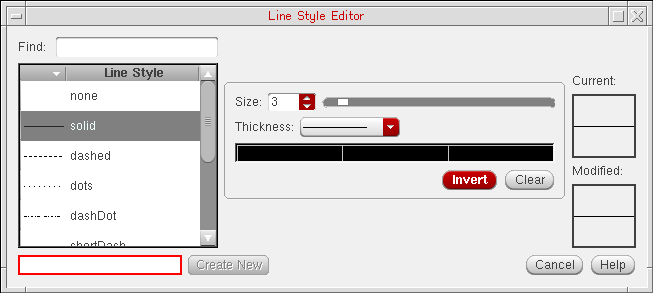 Line Style Editor
Find:
Line Style
none
solid
dashed
dots
dashDot
shortDash
Size: 3
Thickness:
Invert
Clear
Current:
Modified:
Create New
Cancel
Help